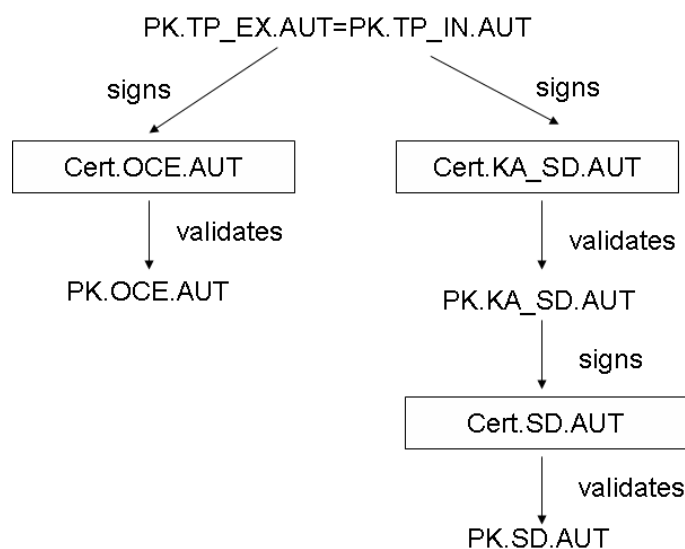 PK.TP_EX.AUT=PK.TP_IN.AUT
signs
signs
Cert.OCE.AUT
Cert.KA_SD.AUT
validates
validates
PK.OCE.AUT
PK.KA_SD.AUT
signs
Cert.SD.AUT
validates
PK.SD.AUT